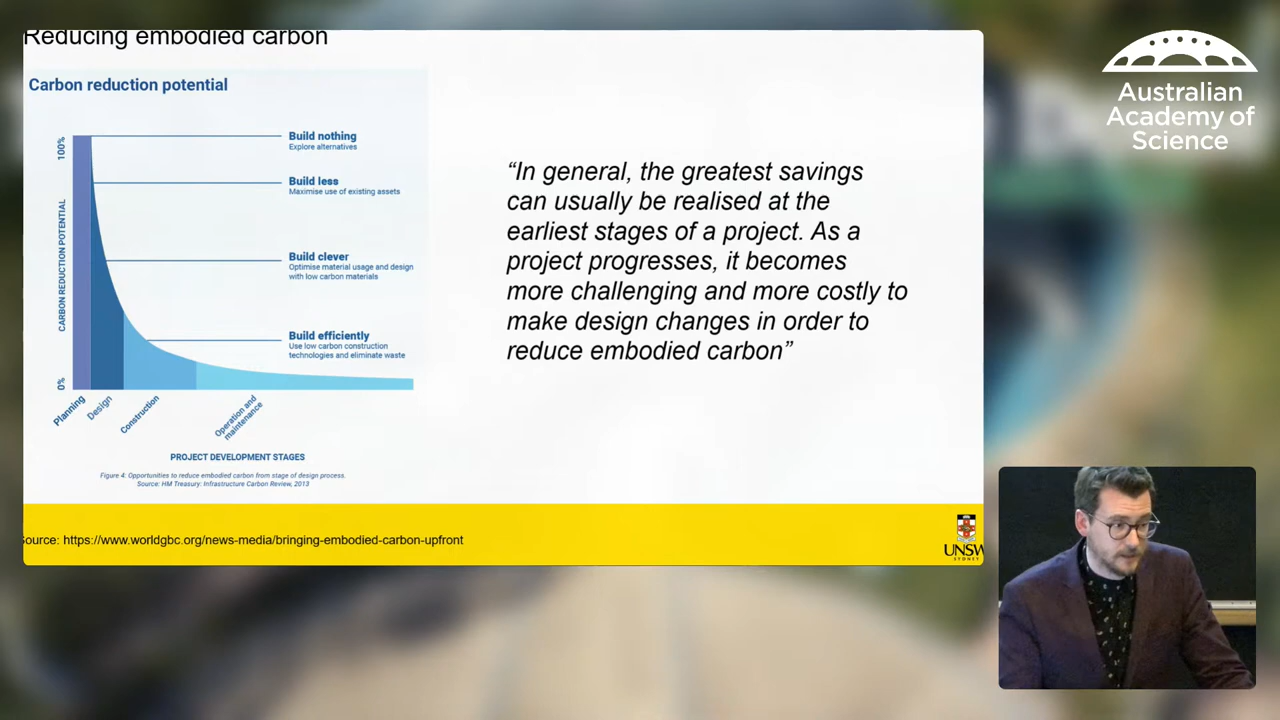 Reducing embodied carbon
Carbon reduction potential
100%
CARBON REDUCTION POTENTIAL
0%
Build nothing
Explore alternatives
Build less
Maximise use of existing assets
Build clever
Optimise material usage and design
with low carbon materials
Build efficiently
Use low carbon construction
technologies and eliminate waste
Planning
Design
Construction
Operation and
maintenance
PROJECT DEVELOPMENT STAGES
Figure 4: Opportunities to reduce embodied carbon from stage of design process.
Source: HM Treasury: Infrastructure Carbon Review, 2013
“In general, the greatest savings
can usually be realised at the
earliest stages of a project. As a
project progresses, it becomes
more challenging and more costly to
make design changes in order to
reduce embodied carbon”
ource: https://www.worldgbc.org/news-media/bringing-embodied-carbon-upfront
UNSW
SYDNEY
Australian
Academy of
Science